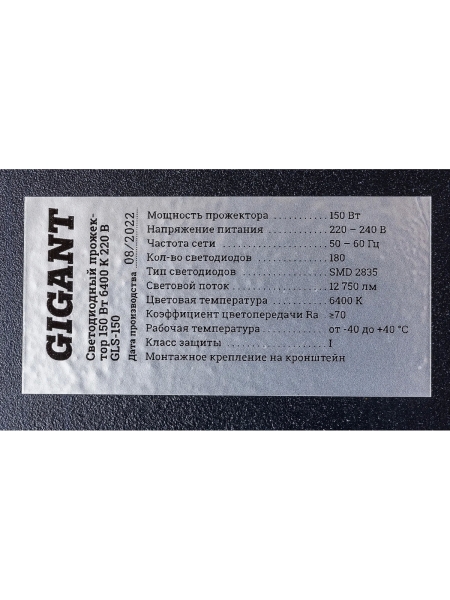 GIGANT
Светодиодный прожек-
тор 150 Вт 6400 К 220 В
GLS-150
Дата производства 08/2022
Мощность прожектора ........... 150 Вт
Напряжение питания ........... 220 – 240 В
Частота сети ........... 50 – 60 Гц
Кол-во светодиодов ........... 180
Тип светодиодов ........... SMD 2835
Световой поток ........... 12 750 лм
Цветовая температура ........... 6400 К
Коэффициент цветопередачи Ra ... ≥70
Рабочая температура ........... от -40 до +40 °C
Класс защиты ........... I
Монтажное крепление на кронштейн